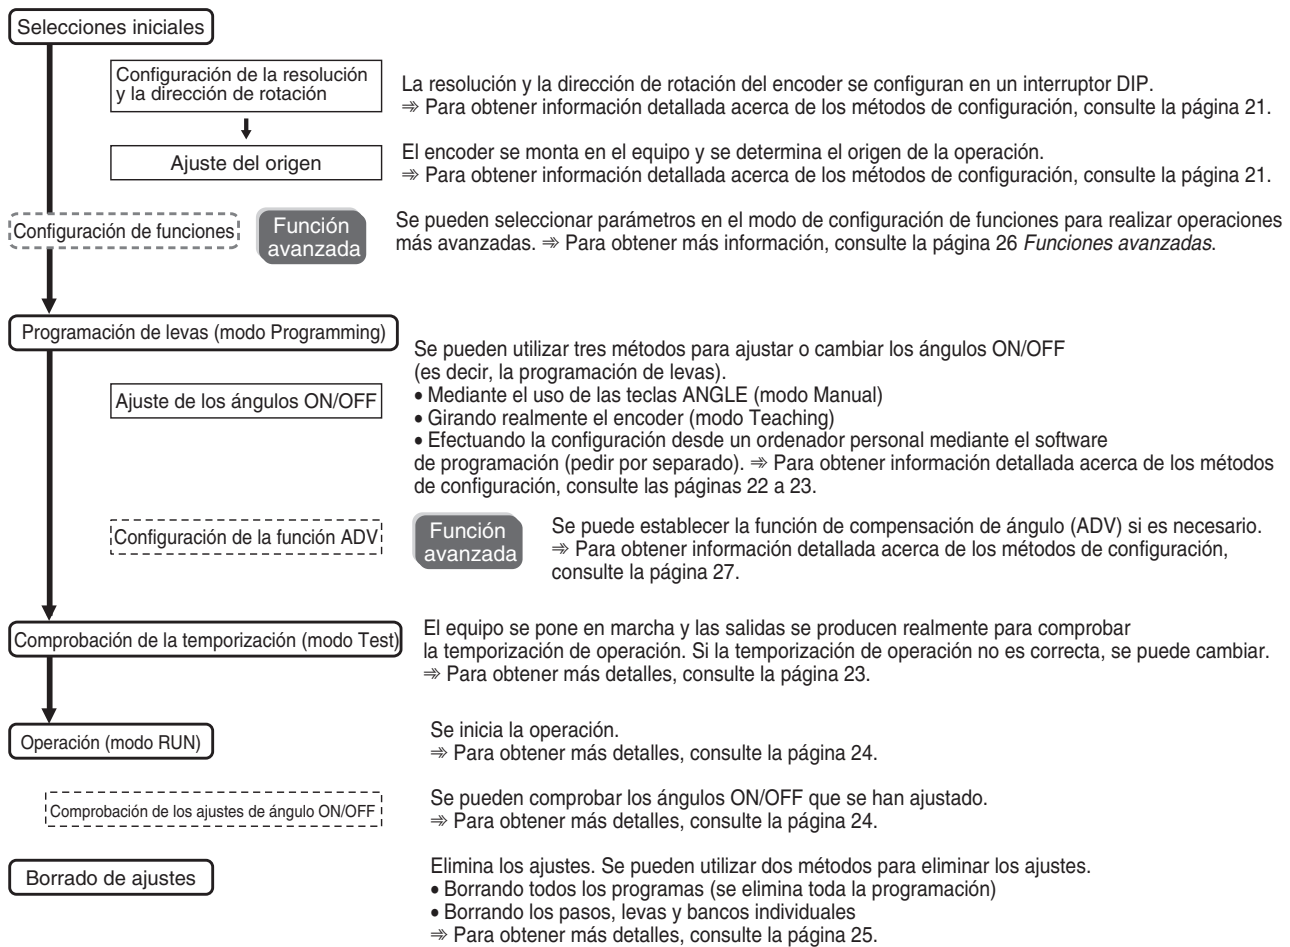 Selecciones iniciales
Configuración de la resolución
y la dirección de rotación
La resolución y la dirección de rotación del encoder se configuran en un interruptor DIP.
⇒ Para obtener información detallada acerca de los métodos de configuración, consulte la página 21.
Ajuste del origen
El encoder se monta en el equipo y se determina el origen de la operación.
⇒ Para obtener información detallada acerca de los métodos de configuración, consulte la página 21.
Configuración de funciones
Función
avanzada
Se pueden seleccionar parámetros en el modo de configuración de funciones para realizar operaciones
más avanzadas. ⇒ Para obtener más información, consulte la página 26 Funciones avanzadas.
Programación de levas (modo Programming)
Se pueden utilizar tres métodos para ajustar o cambiar los ángulos ON/OFF
(es decir, la programación de levas).
Ajuste de los ángulos ON/OFF
• Mediante el uso de las teclas ANGLE (modo Manual)
• Girando realmente el encoder (modo Teaching)
• Efectuando la configuración desde un ordenador personal mediante el software
de programación (pedir por separado). ⇒ Para obtener información detallada acerca de los métodos
de configuración, consulte las páginas 22 a 23.
Configuración de la función ADV
Función
avanzada
Se puede establecer la función de compensación de ángulo (ADV) si es necesario.
⇒ Para obtener información detallada acerca de los métodos de configuración,
consulte la página 27.
Comprobación de la temporización (modo Test)
El equipo se pone en marcha y las salidas se producen realmente para comprobar
la temporización de operación. Si la temporización de operación no es correcta, se puede cambiar.
⇒ Para obtener más detalles, consulte la página 23.
Operación (modo RUN)
Se inicia la operación.
⇒ Para obtener más detalles, consulte la página 24.
Comprobación de los ajustes de ángulo ON/OFF
Se pueden comprobar los ángulos ON/OFF que se han ajustado.
⇒ Para obtener más detalles, consulte la página 24.
Borrado de ajustes
Elimina los ajustes. Se pueden utilizar dos métodos para eliminar los ajustes.
• Borrando todos los programas (se elimina toda la programación)
• Borrando los pasos, levas y bancos individuales
⇒ Para obtener más detalles, consulte la página 25.